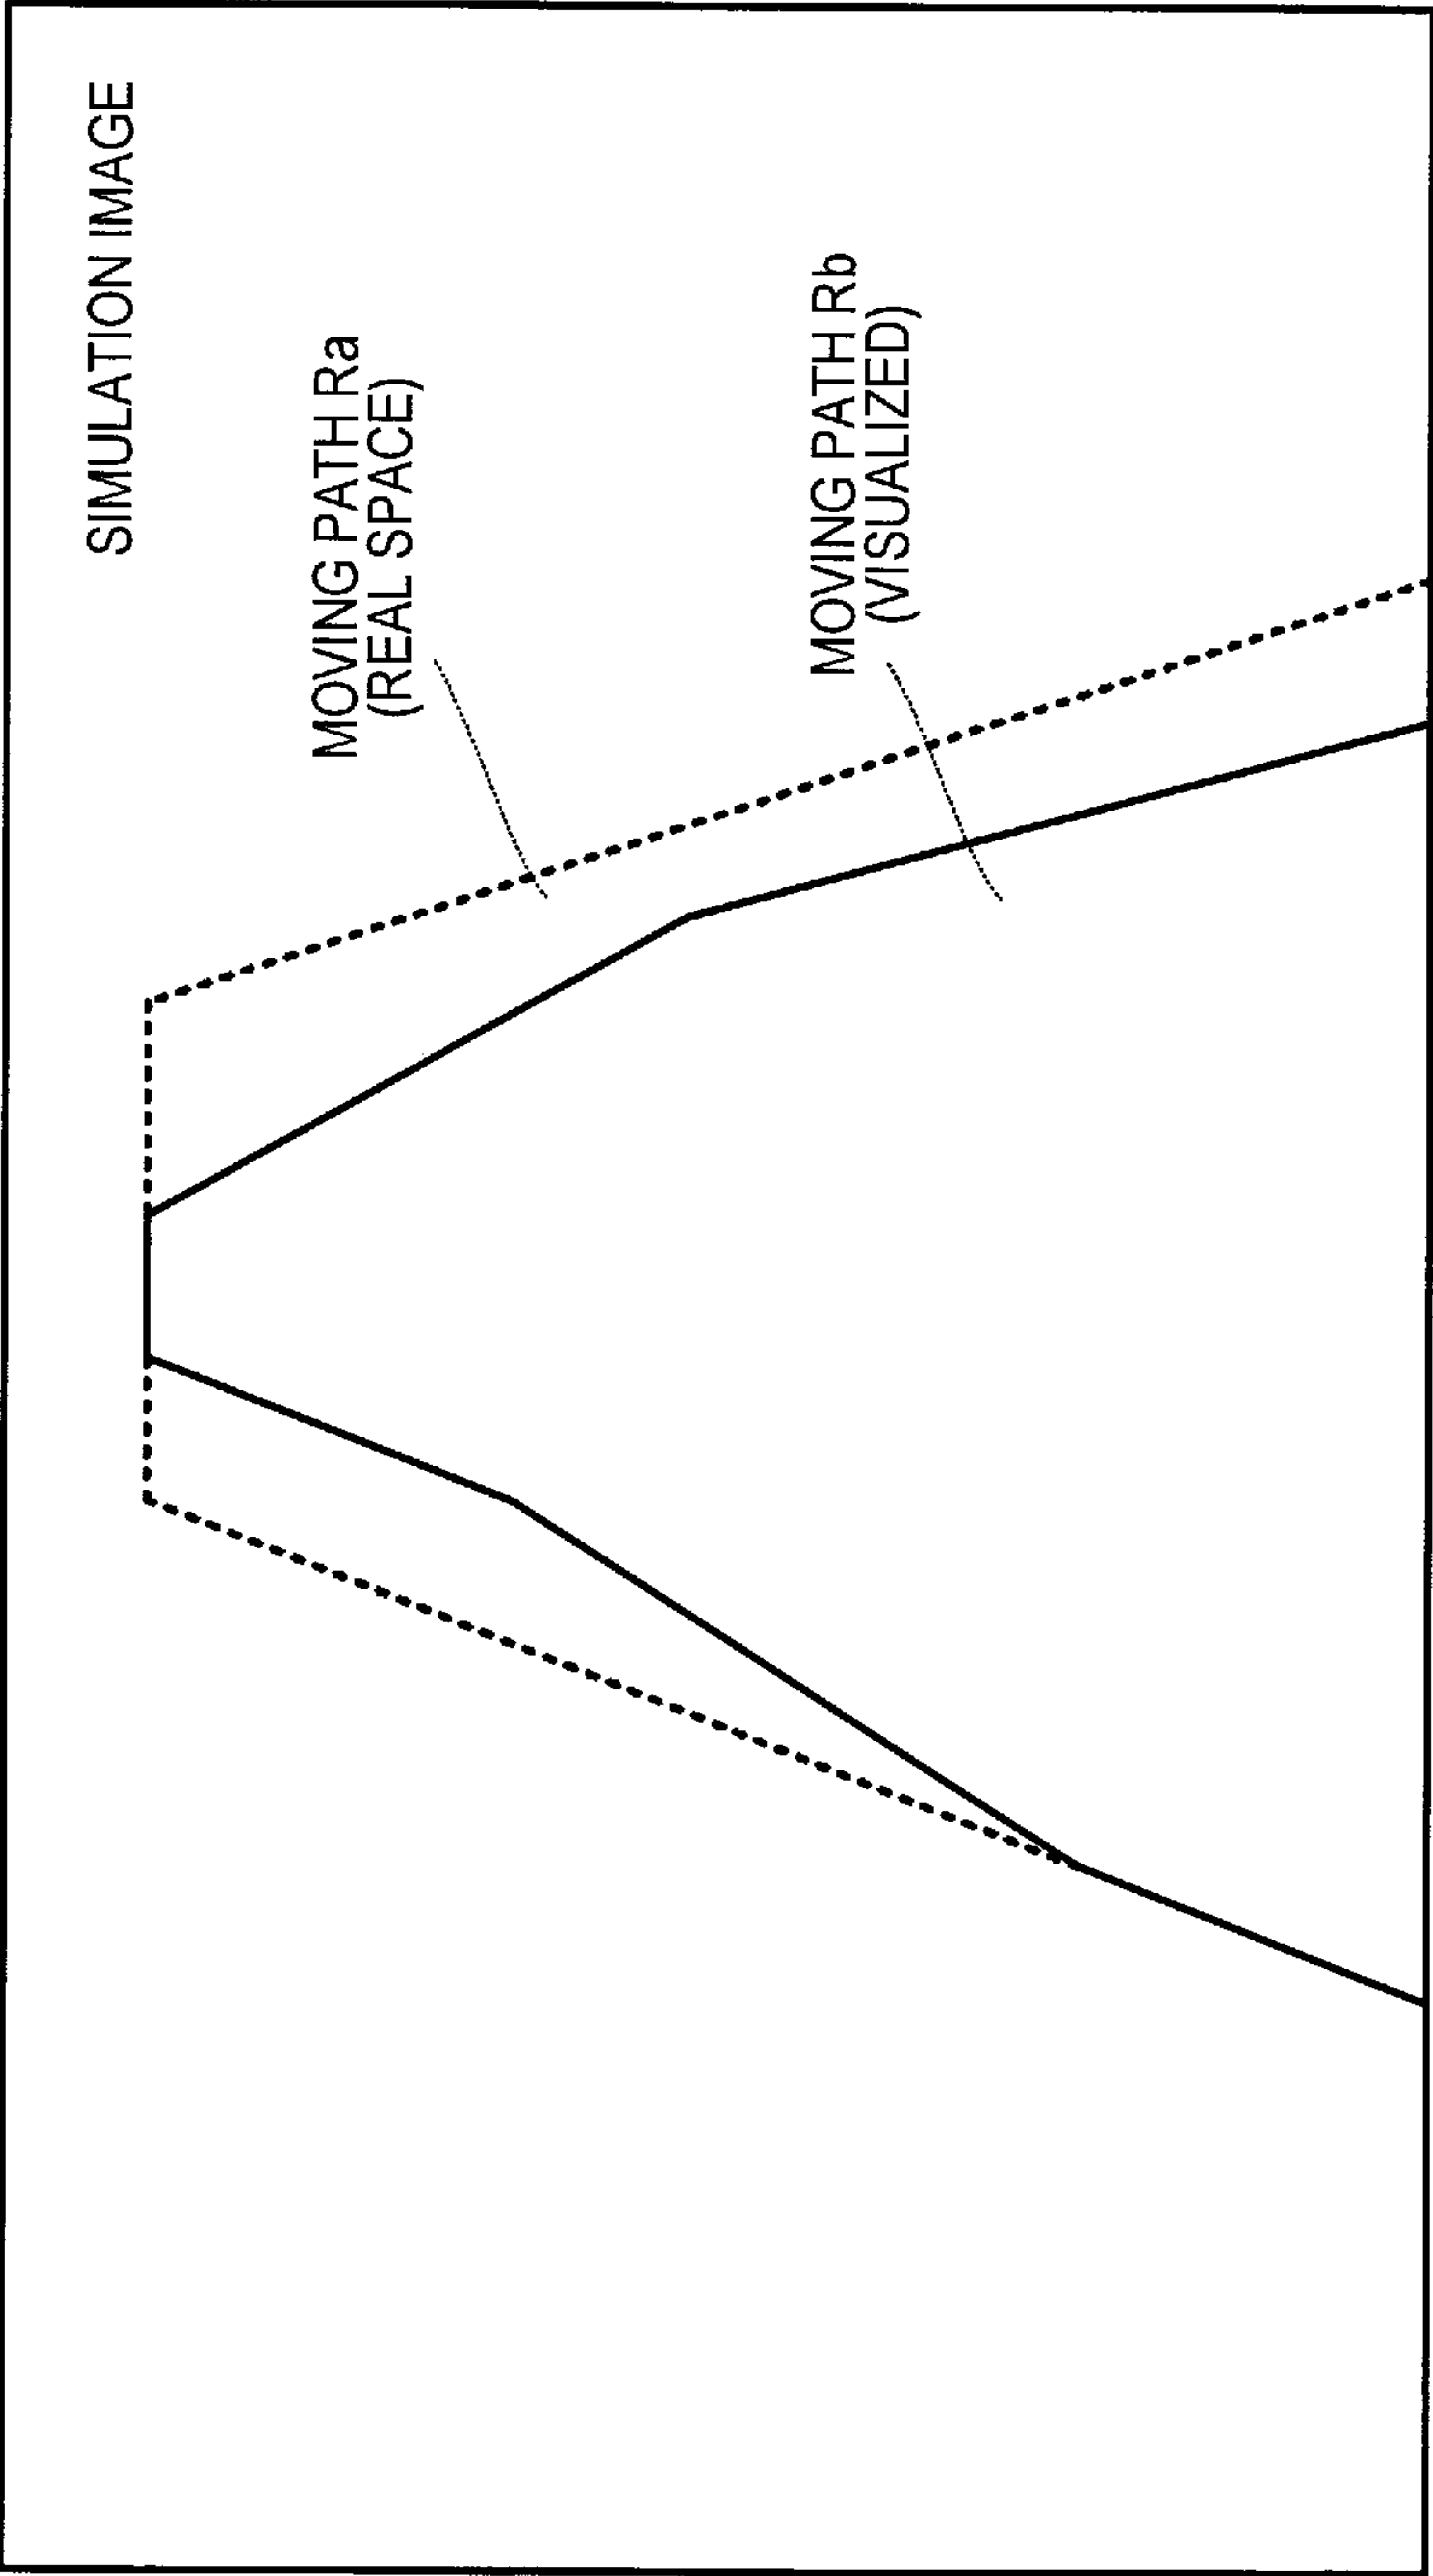 SIMULATION IMAGE
MOVING PATH Ra
(REAL SPACE)
MOVING PATH Rb
(VISUALIZED)